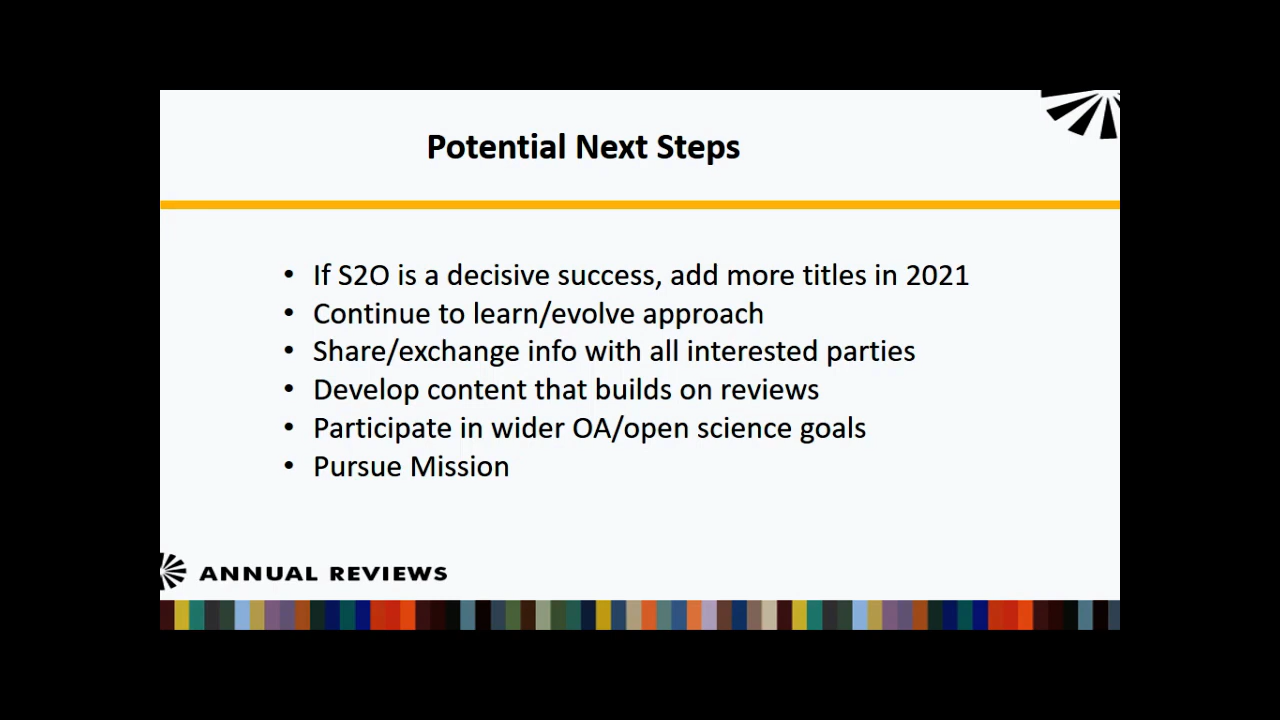 Potential Next Steps
• If S2O is a decisive success, add more titles in 2021
• Continue to learn/evolve approach
• Share/exchange info with all interested parties
• Develop content that builds on reviews
• Participate in wider OA/open science goals
• Pursue Mission
ANNUAL REVIEWS